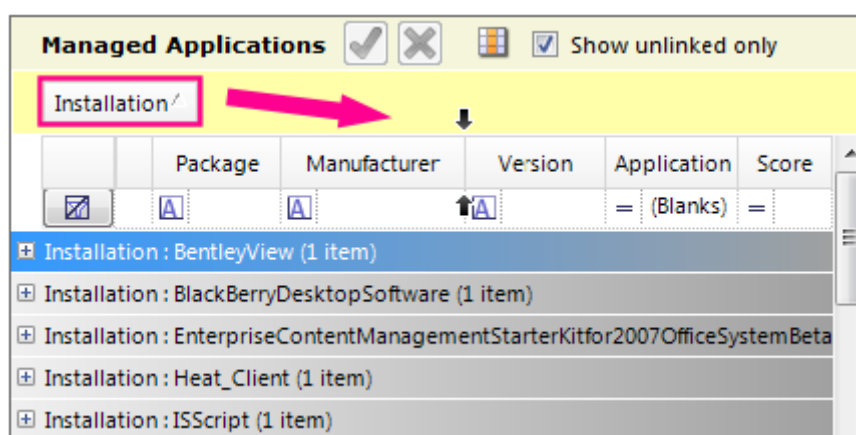 Managed Applications Show unlinked only
Installation
Package Manufacturer Version Application Score
A A A = (Blanks) =
Installation : BentleyView (1 item)
Installation : BlackBerryDesktopSoftware (1 item)
Installation : EnterpriseContentManagementStarterKitfor2007OfficeSystemBeta
Installation : Heat_Client (1 item)
Installation : ISScript (1 item)